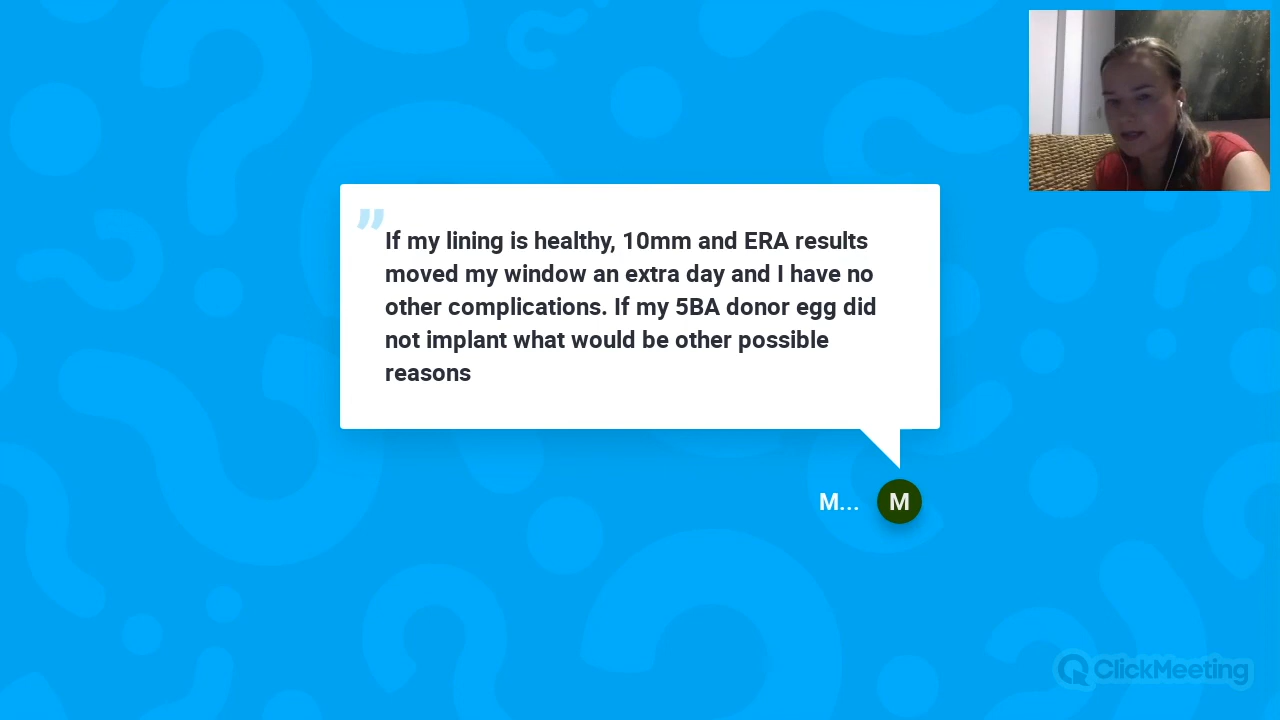 ”
If my lining is healthy, 10mm and ERA results
moved my window an extra day and I have no
other complications. If my 5BA donor egg did
not implant what would be other possible
reasons
M... M
ClickMeeting